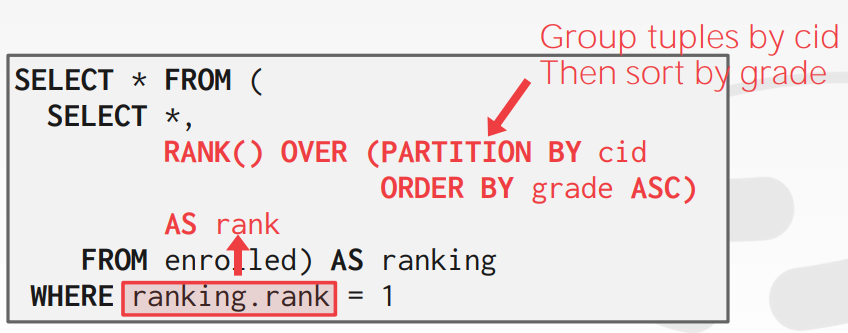 Group tuples by cid
Then sort by grade
SELECT * FROM (
SELECT *,
RANK() OVER (PARTITION BY cid
ORDER BY grade ASC)
AS rank
FROM enrolled) AS ranking
WHERE ranking.rank = 1